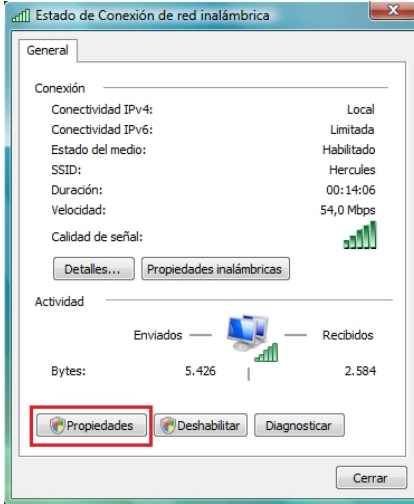 Estado de Conexión de red inalámbrica
General
Conexión
Conectividad IPv4: Local
Conectividad IPv6: Limitada
Estado del medio: Habilitado
SSID: Hercules
Duración: 00:14:06
Velocidad: 54,0 Mbps
Calidad de señal:
Detalles... Propiedades inalámbricas
Actividad
Enviados — — Recibidos
Bytes: 5.426 | 2.584
Propiedades Deshabilitar Diagnosticar
Cerrar